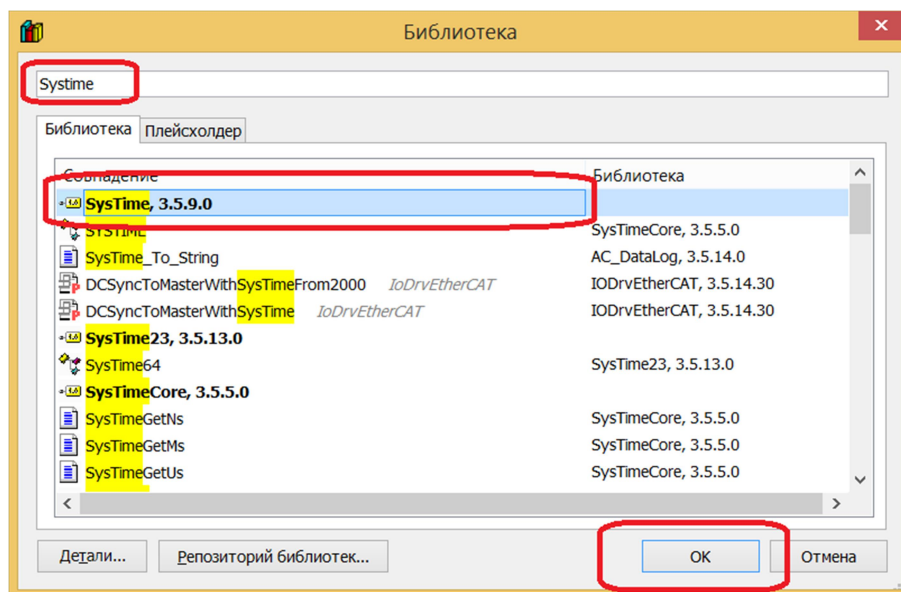 Библиотека
Systime
Библиотека Плейсхолдер
Совпадение Библиотека
SysTime, 3.5.9.0
SYSTIME SysTimeCore, 3.5.5.0
SysTime_To_String AC_DataLog, 3.5.14.0
DCSyncToMasterWithSysTimeFrom2000 IoDrvEtherCAT IODrvEtherCAT, 3.5.14.30
DCSyncToMasterWithSysTime IoDrvEtherCAT IODrvEtherCAT, 3.5.14.30
SysTime23, 3.5.13.0
SysTime64 SysTime23, 3.5.13.0
SysTimeCore, 3.5.5.0
SysTimeGetNs SysTimeCore, 3.5.5.0
SysTimeGetMs SysTimeCore, 3.5.5.0
SysTimeGetUs SysTimeCore, 3.5.5.0
Детали... Репозиторий библиотек... ОК Отмена